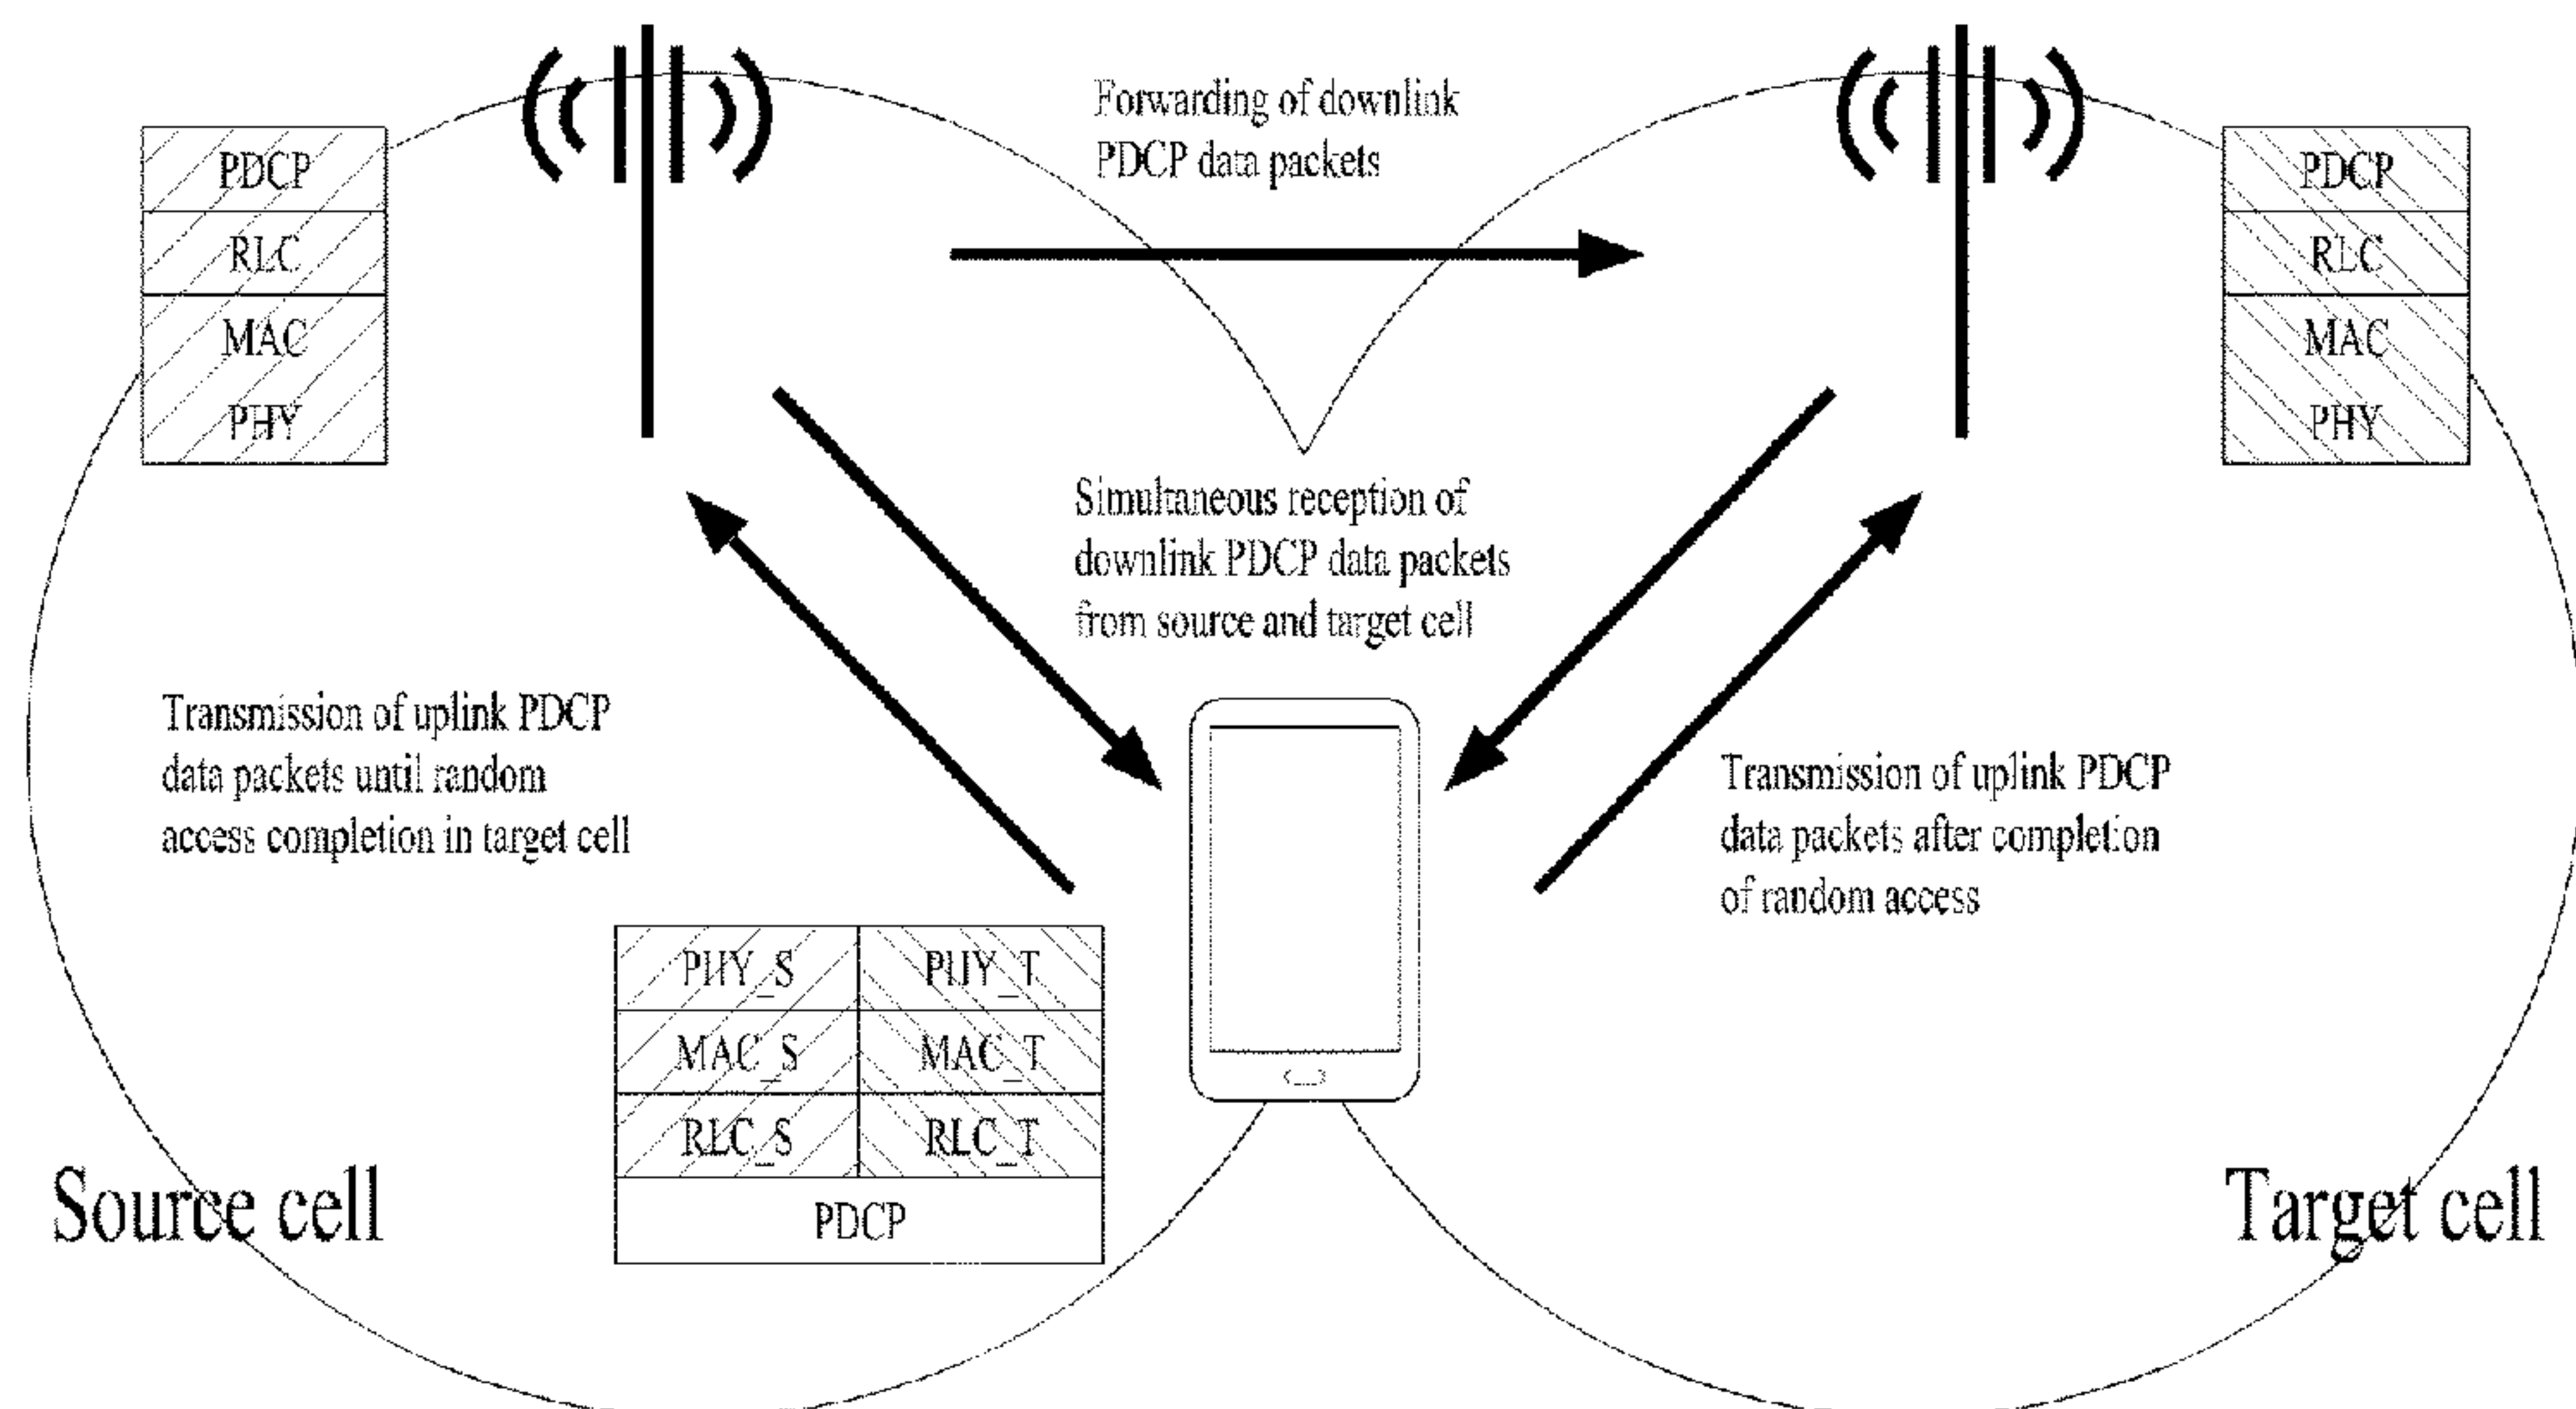 Forwarding of downlink
PDCP data packets
PDCP
RLC
MAC
PHY
PDCP
RLC
MAC
PHY
Simultaneous reception of
downlink PDCP data packets
from source and target cell
Transmission of uplink PDCP
data packets until random
access completion in target cell
Transmission of uplink PDCP
data packets after completion
of random access
PHY_S PHY_T
MAC_S MAC_T
RLC_S RLC_T
PDCP
Source cell
Target cell